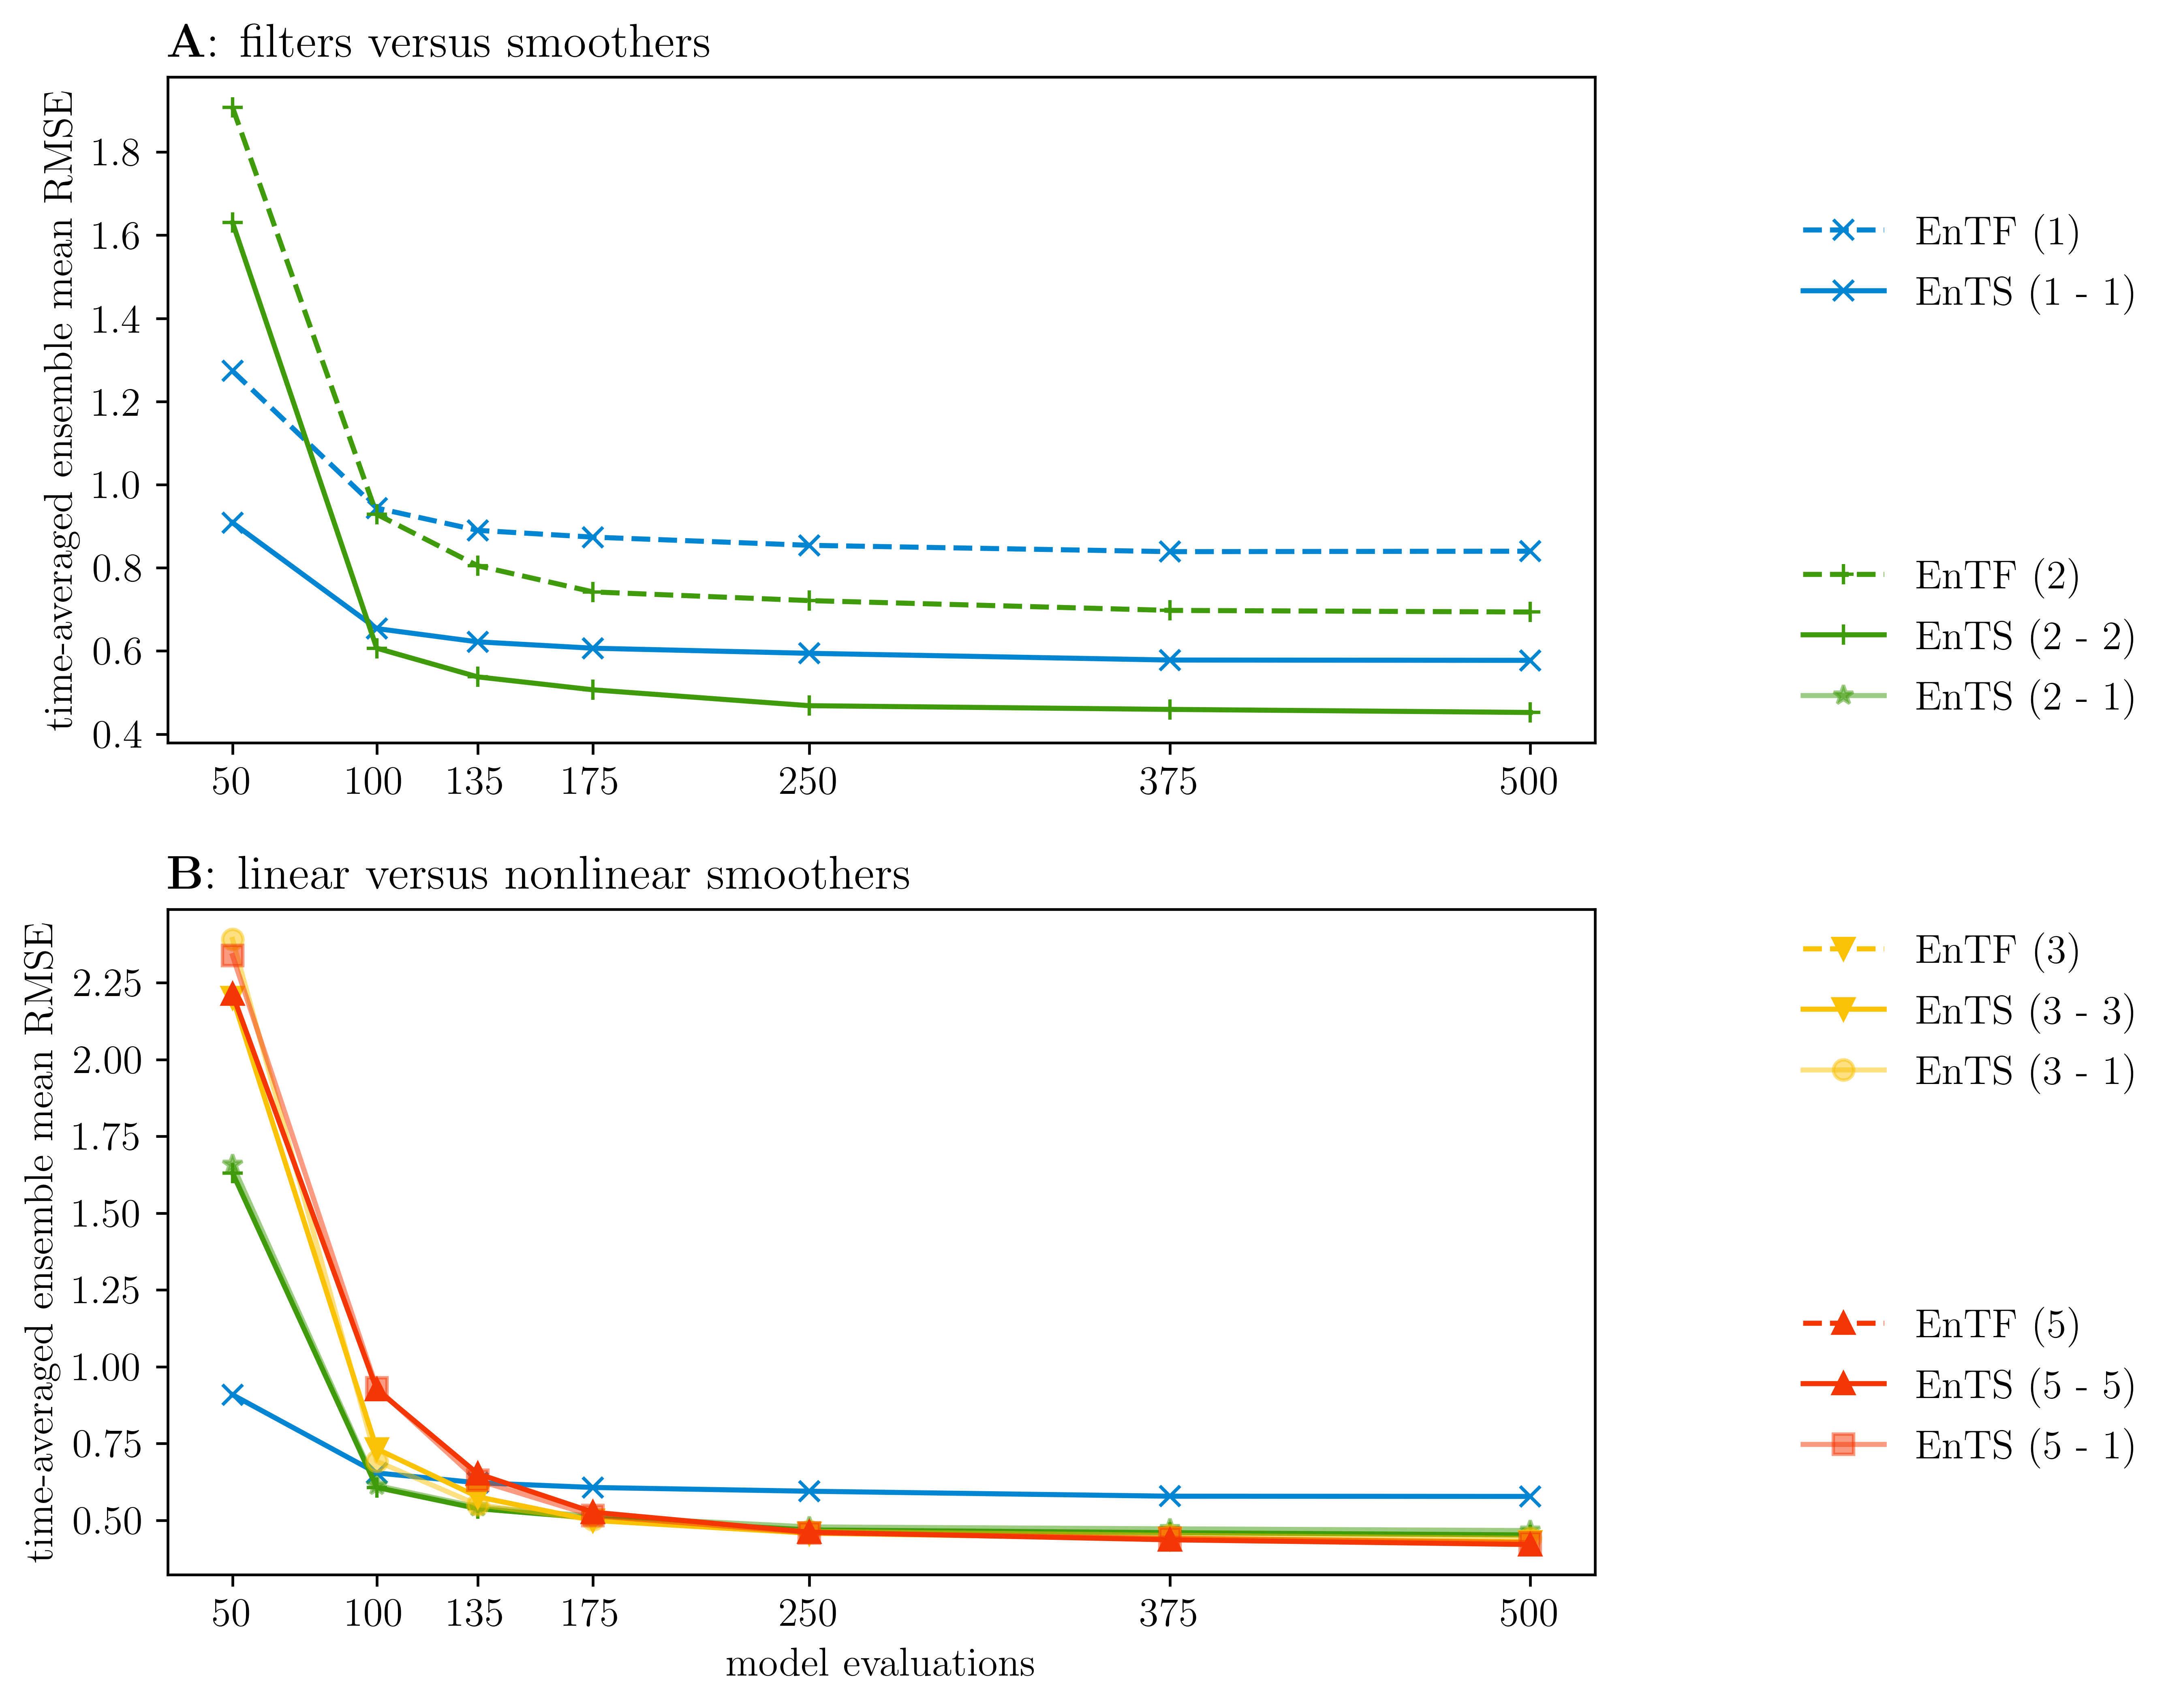 A: filters versus smoothers
time-averaged ensemble mean RMSE
1.8
1.6
1.4
1.2
1.0
0.8
0.6
0.4
50 100 135 175 250 375 500
EnTF (1)
EnTS (1 - 1)
EnTF (2)
EnTS (2 - 2)
EnTS (2 - 1)
B: linear versus nonlinear smoothers
time-averaged ensemble mean RMSE
2.25
2.00
1.75
1.50
1.25
1.00
0.75
0.50
50 100 135 175 250 375 500
model evaluations
EnTF (3)
EnTS (3 - 3)
EnTS (3 - 1)
EnTF (5)
EnTS (5 - 5)
EnTS (5 - 1)